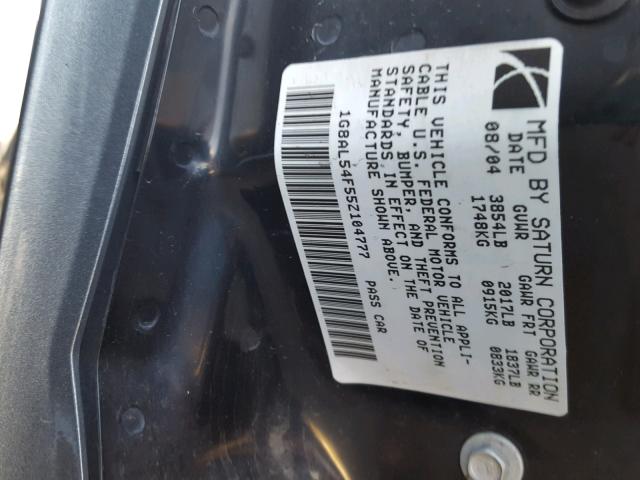 MFD BY SATURN CORPORATION
DATE GVWR GAWR FRT GAWR RR
08/04 3854LB 2017LB 1837LB
1748KG 0915KG 0833KG
THIS VEHICLE CONFORMS TO ALL APPLI-
CABLE U.S. FEDERAL MOTOR VEHICLE
SAFETY, BUMPER, AND THEFT PREVENTION
STANDARDS IN EFFECT ON THE DATE OF
MANUFACTURE SHOWN ABOVE.
1G8AL54F55Z104777 PASS CAR